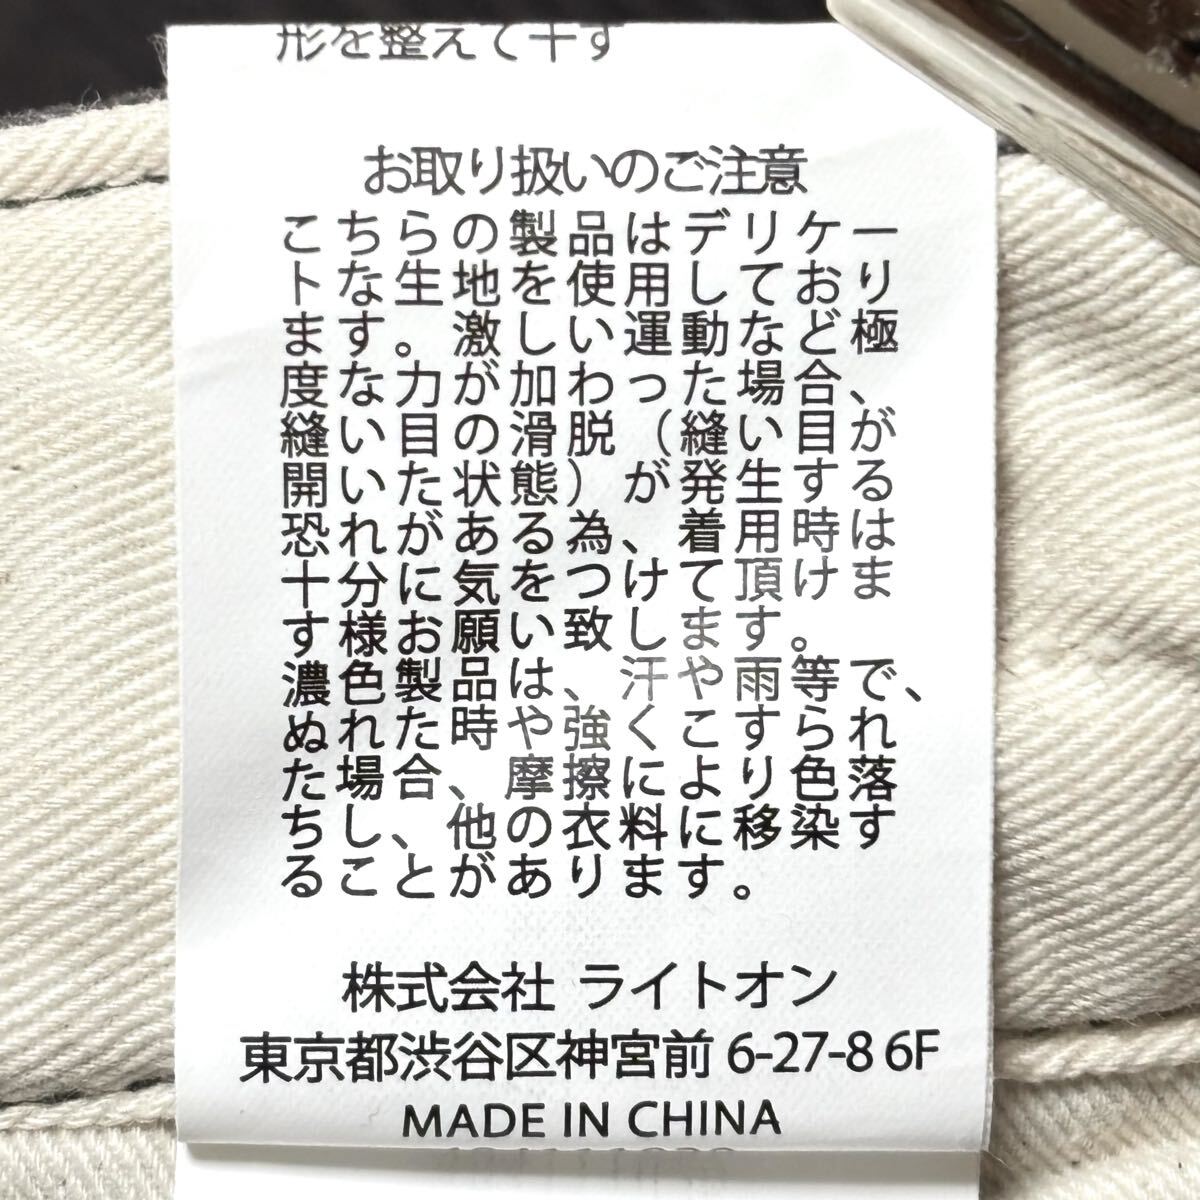 形を整えて干す
お取り扱いのご注意
こちらの製品はデリケー
トな生地を使用しており
ます。激しい運動など極
度な力が加わった場合、
縫い目の滑脱（縫い目が
開いた状態）が発生する
恐れがある為、着用時は
十分に気をつけて頂けま
す様お願い致します。
濃色製品は、汗や雨等で、
ぬれた時や強くこすられ
た場合、摩擦により色落
ちし、他の衣料に移染す
ることがあります。
株式会社 ライトオン
東京都渋谷区神宮前 6-27-8 6F
MADE IN CHINA